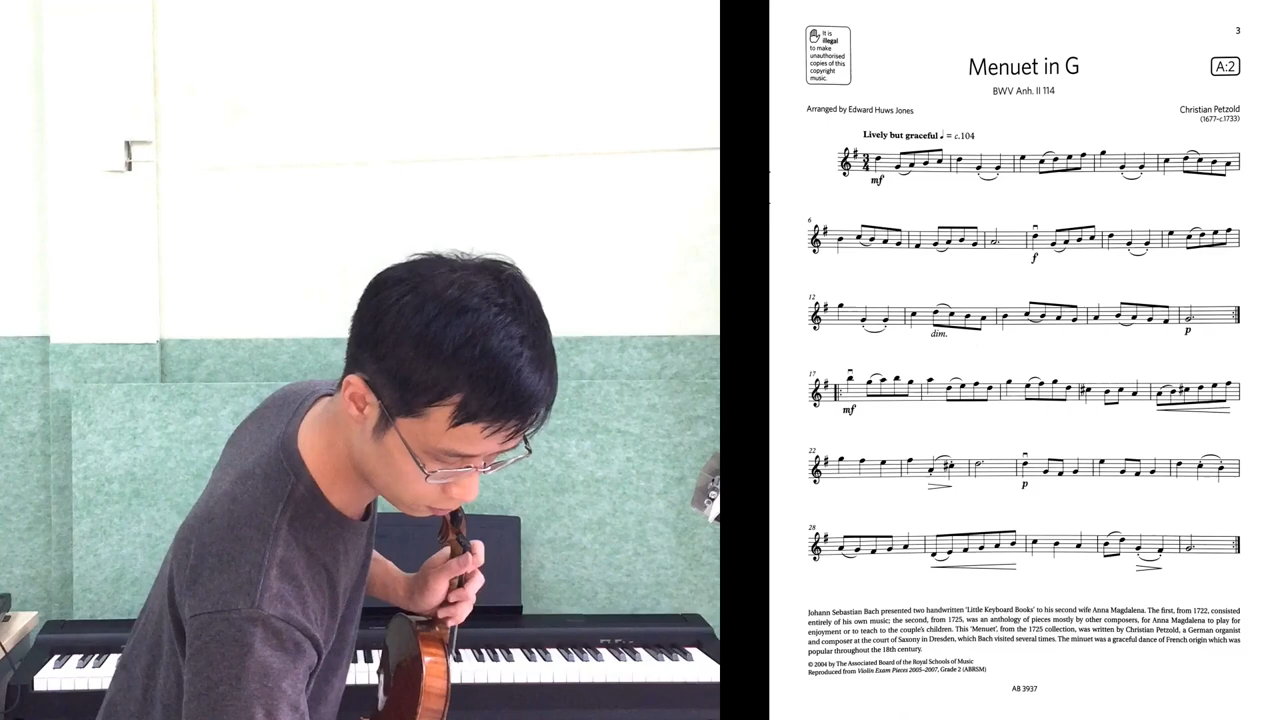 It is
illegal
to make
unauthorised
copies of this
copyright
music.
3
Menuet in G
A:2
BWV Anh. II 114
Arranged by Edward Huws Jones
Christian Petzold
(1677–c.1733)
Lively but graceful ♩ = c.104
mf
6
f
12
dim.
p
17
mf
22
p
28
Johann Sebastian Bach presented two handwritten 'Little Keyboard Books' to his second wife Anna Magdalena. The first, from 1722, consisted
entirely of his own music; the second, from 1725, was an anthology of pieces mostly by other composers, for Anna Magdalena to play for
enjoyment or to teach to the couple's children. This 'Menuet', from the 1725 collection, was written by Christian Petzold, a German organist
and composer at the court of Saxony in Dresden, which Bach visited several times. The minuet was a graceful dance of French origin which was
popular throughout the 18th century.
© 2004 by The Associated Board of the Royal Schools of Music
Reproduced from Violin Exam Pieces 2005–2007, Grade 2 (ABRSM)
AB 3937